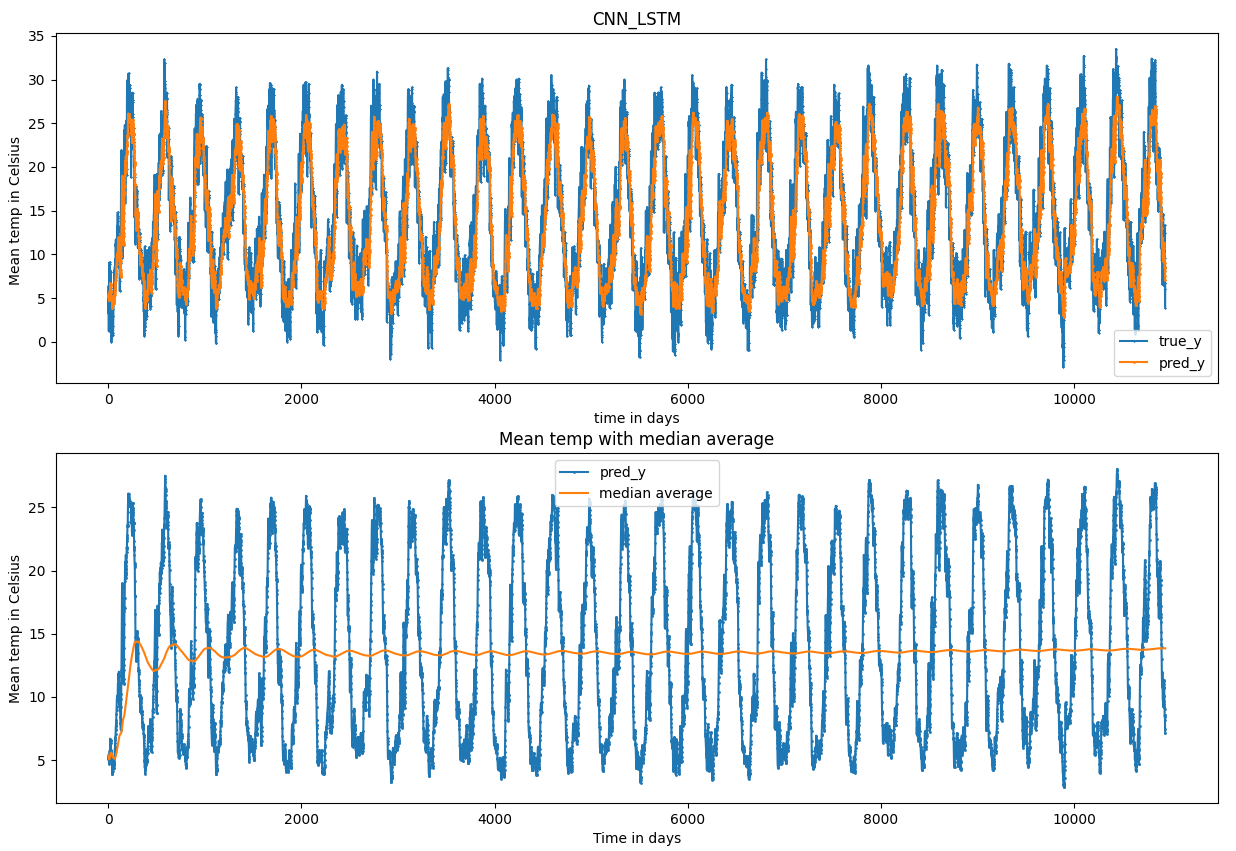 CNN_LSTM
Mean temp in Celsius
35
30
25
20
15
10
5
0
0
2000
4000
6000
8000
10000
time in days
true_y
pred_y
Mean temp with median average
Mean temp in Celsius
25
20
15
10
5
0
2000
4000
6000
8000
10000
Time in days
pred_y
median average